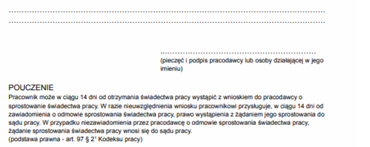 (pieczęć i podpis pracodawcy lub osoby działającej w jego
imieniu)
POUCZENIE
Pracownik może w ciągu 14 dni od otrzymania świadectwa pracy wystąpić z wnioskiem do pracodawcy o
sprostowanie świadectwa pracy. W razie nieuwzględnienia wniosku pracownikowi przysługuje, w ciągu 14 dni od
zawiadomienia o odmowie sprostowania świadectwa pracy, prawo wystąpienia z żądaniem jego sprostowania do
sądu pracy. W przypadku niezawiadomienia przez pracodawcę o odmowie sprostowania świadectwa pracy,
żądanie sprostowania świadectwa pracy wnosi się do sądu pracy.
(podstawa prawna - art. 97 § 2¹ Kodeksu pracy)